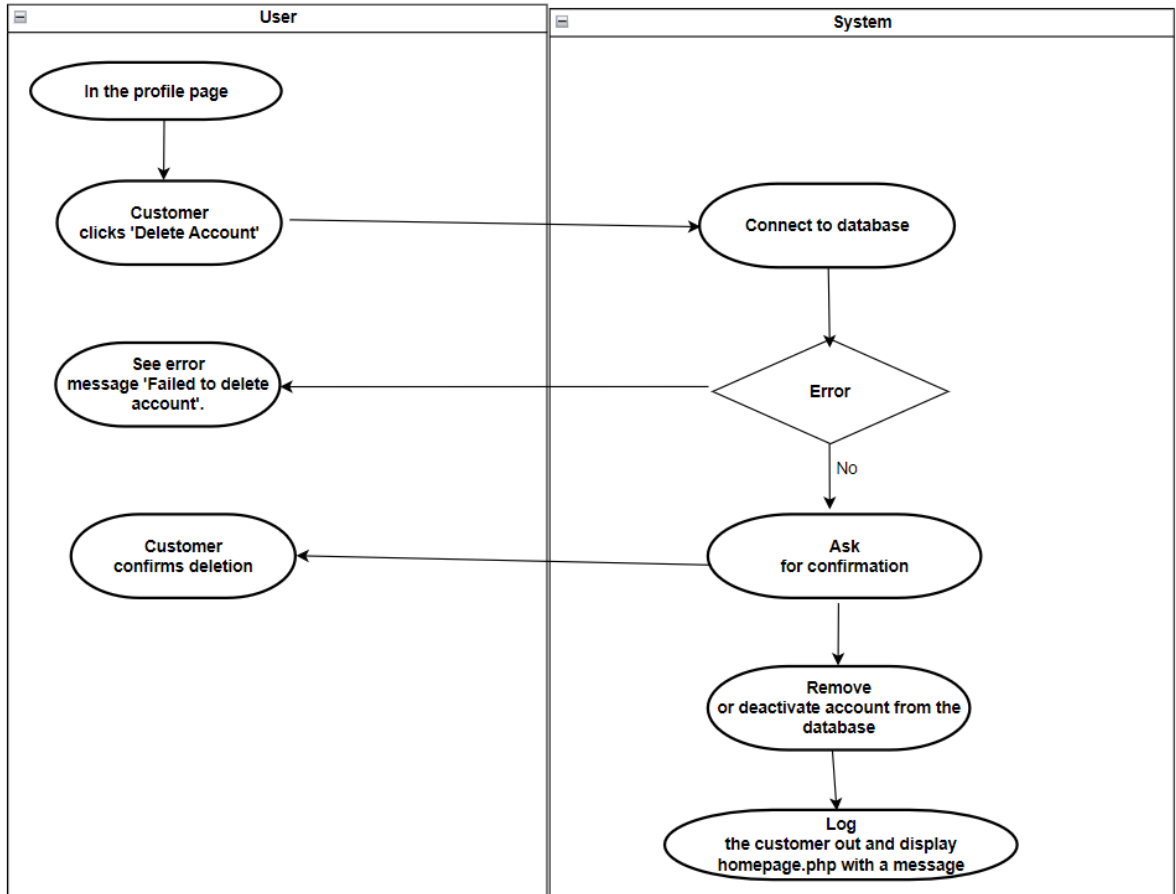 User
System
In the profile page
Customer
clicks 'Delete Account'
Connect to database
See error
message 'Failed to delete
account'.
Error
No
Customer
confirms deletion
Ask
for confirmation
Remove
or deactivate account from the
database
Log
the customer out and display
homepage.php with a message